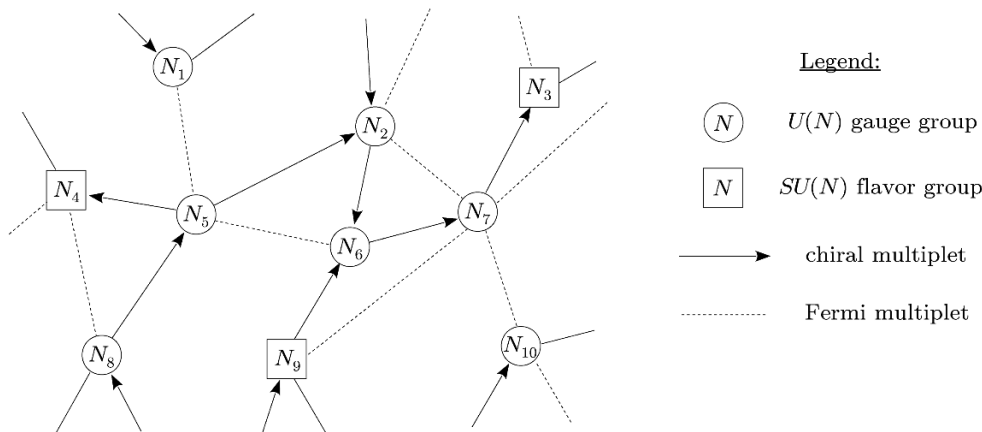 N₁
N₂
N₃
N₄
N₅
N₆
N₇
N₈
N₉
N₁₀
Legend:
N U(N) gauge group
N SU(N) flavor group
chiral multiplet
Fermi multiplet